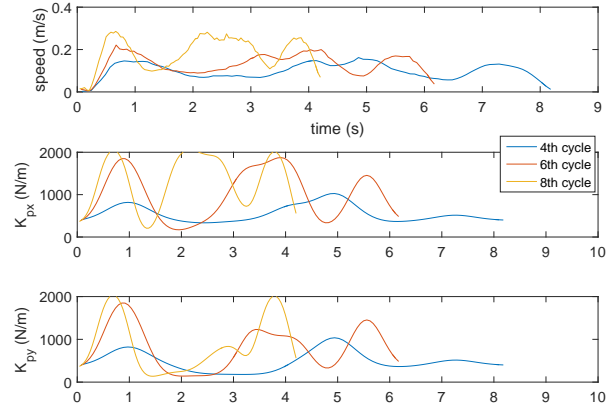 speed (m/s)
0.4
0.2
0
0 1 2 3 4 5 6 7 8 9
time (s)
4th cycle
6th cycle
8th cycle
K_px (N/m)
2000
1000
0
0 1 2 3 4 5 6 7 8 9 10
K_py (N/m)
2000
1000
0
0 1 2 3 4 5 6 7 8 9 10